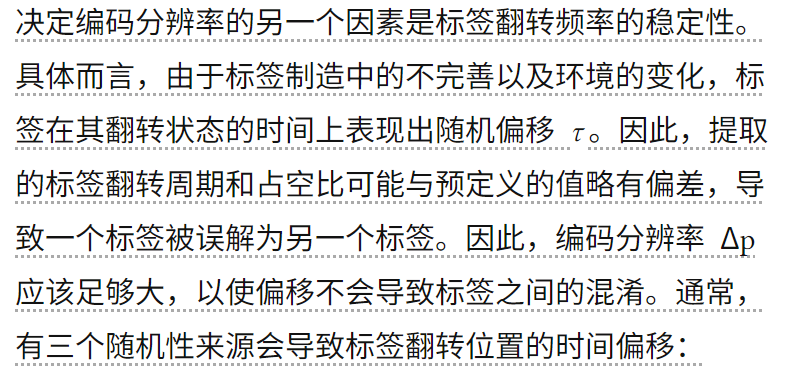 决定编码分辨率的另一个因素是标签翻转频率的稳定性。
具体而言，由于标签制造中的不完善以及环境的变化，标
签在其翻转状态的时间上表现出随机偏移 τ。因此，提取
的标签翻转周期和占空比可能与预定义的值略有偏差，导
致一个标签被误解为另一个标签。因此，编码分辨率 Δp
应该足够大，以使偏移不会导致标签之间的混淆。通常，
有三个随机性来源会导致标签翻转位置的时间偏移：